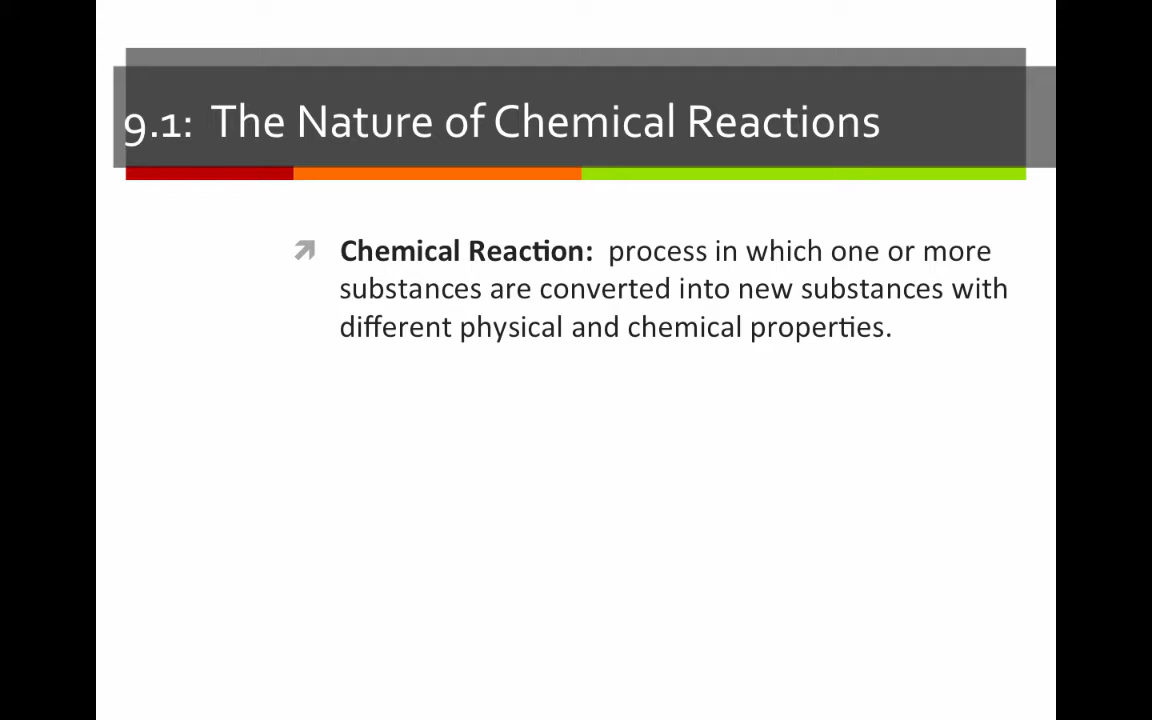 9.1: The Nature of Chemical Reactions
Chemical Reaction: process in which one or more
substances are converted into new substances with
different physical and chemical properties.